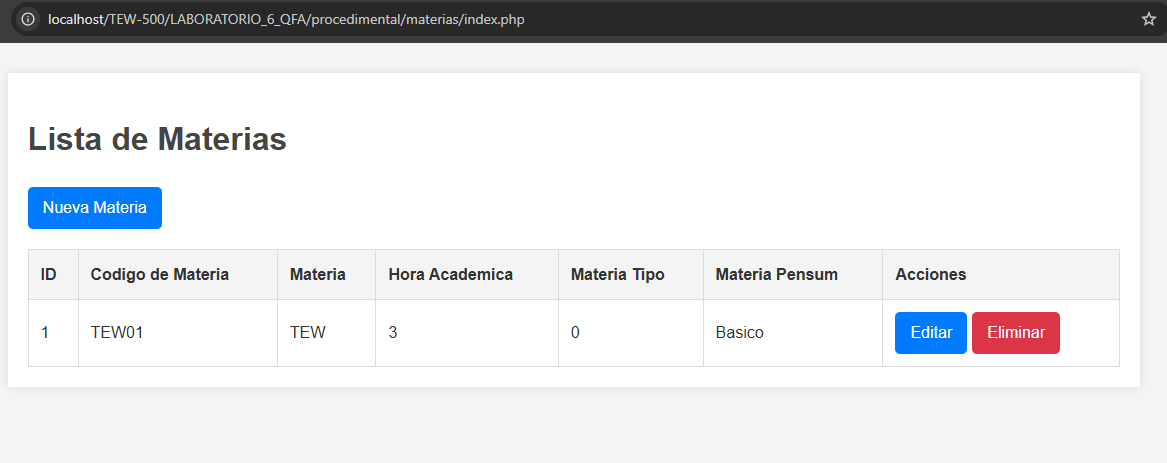 localhost/TEW-500/LABORATORIO_6_QFA/procedimental/materias/index.php
Lista de Materias
Nueva Materia
ID Codigo de Materia Materia Hora Academica Materia Tipo Materia Pensum Acciones
1 TEW01 TEW 3 0 Basico Editar Eliminar